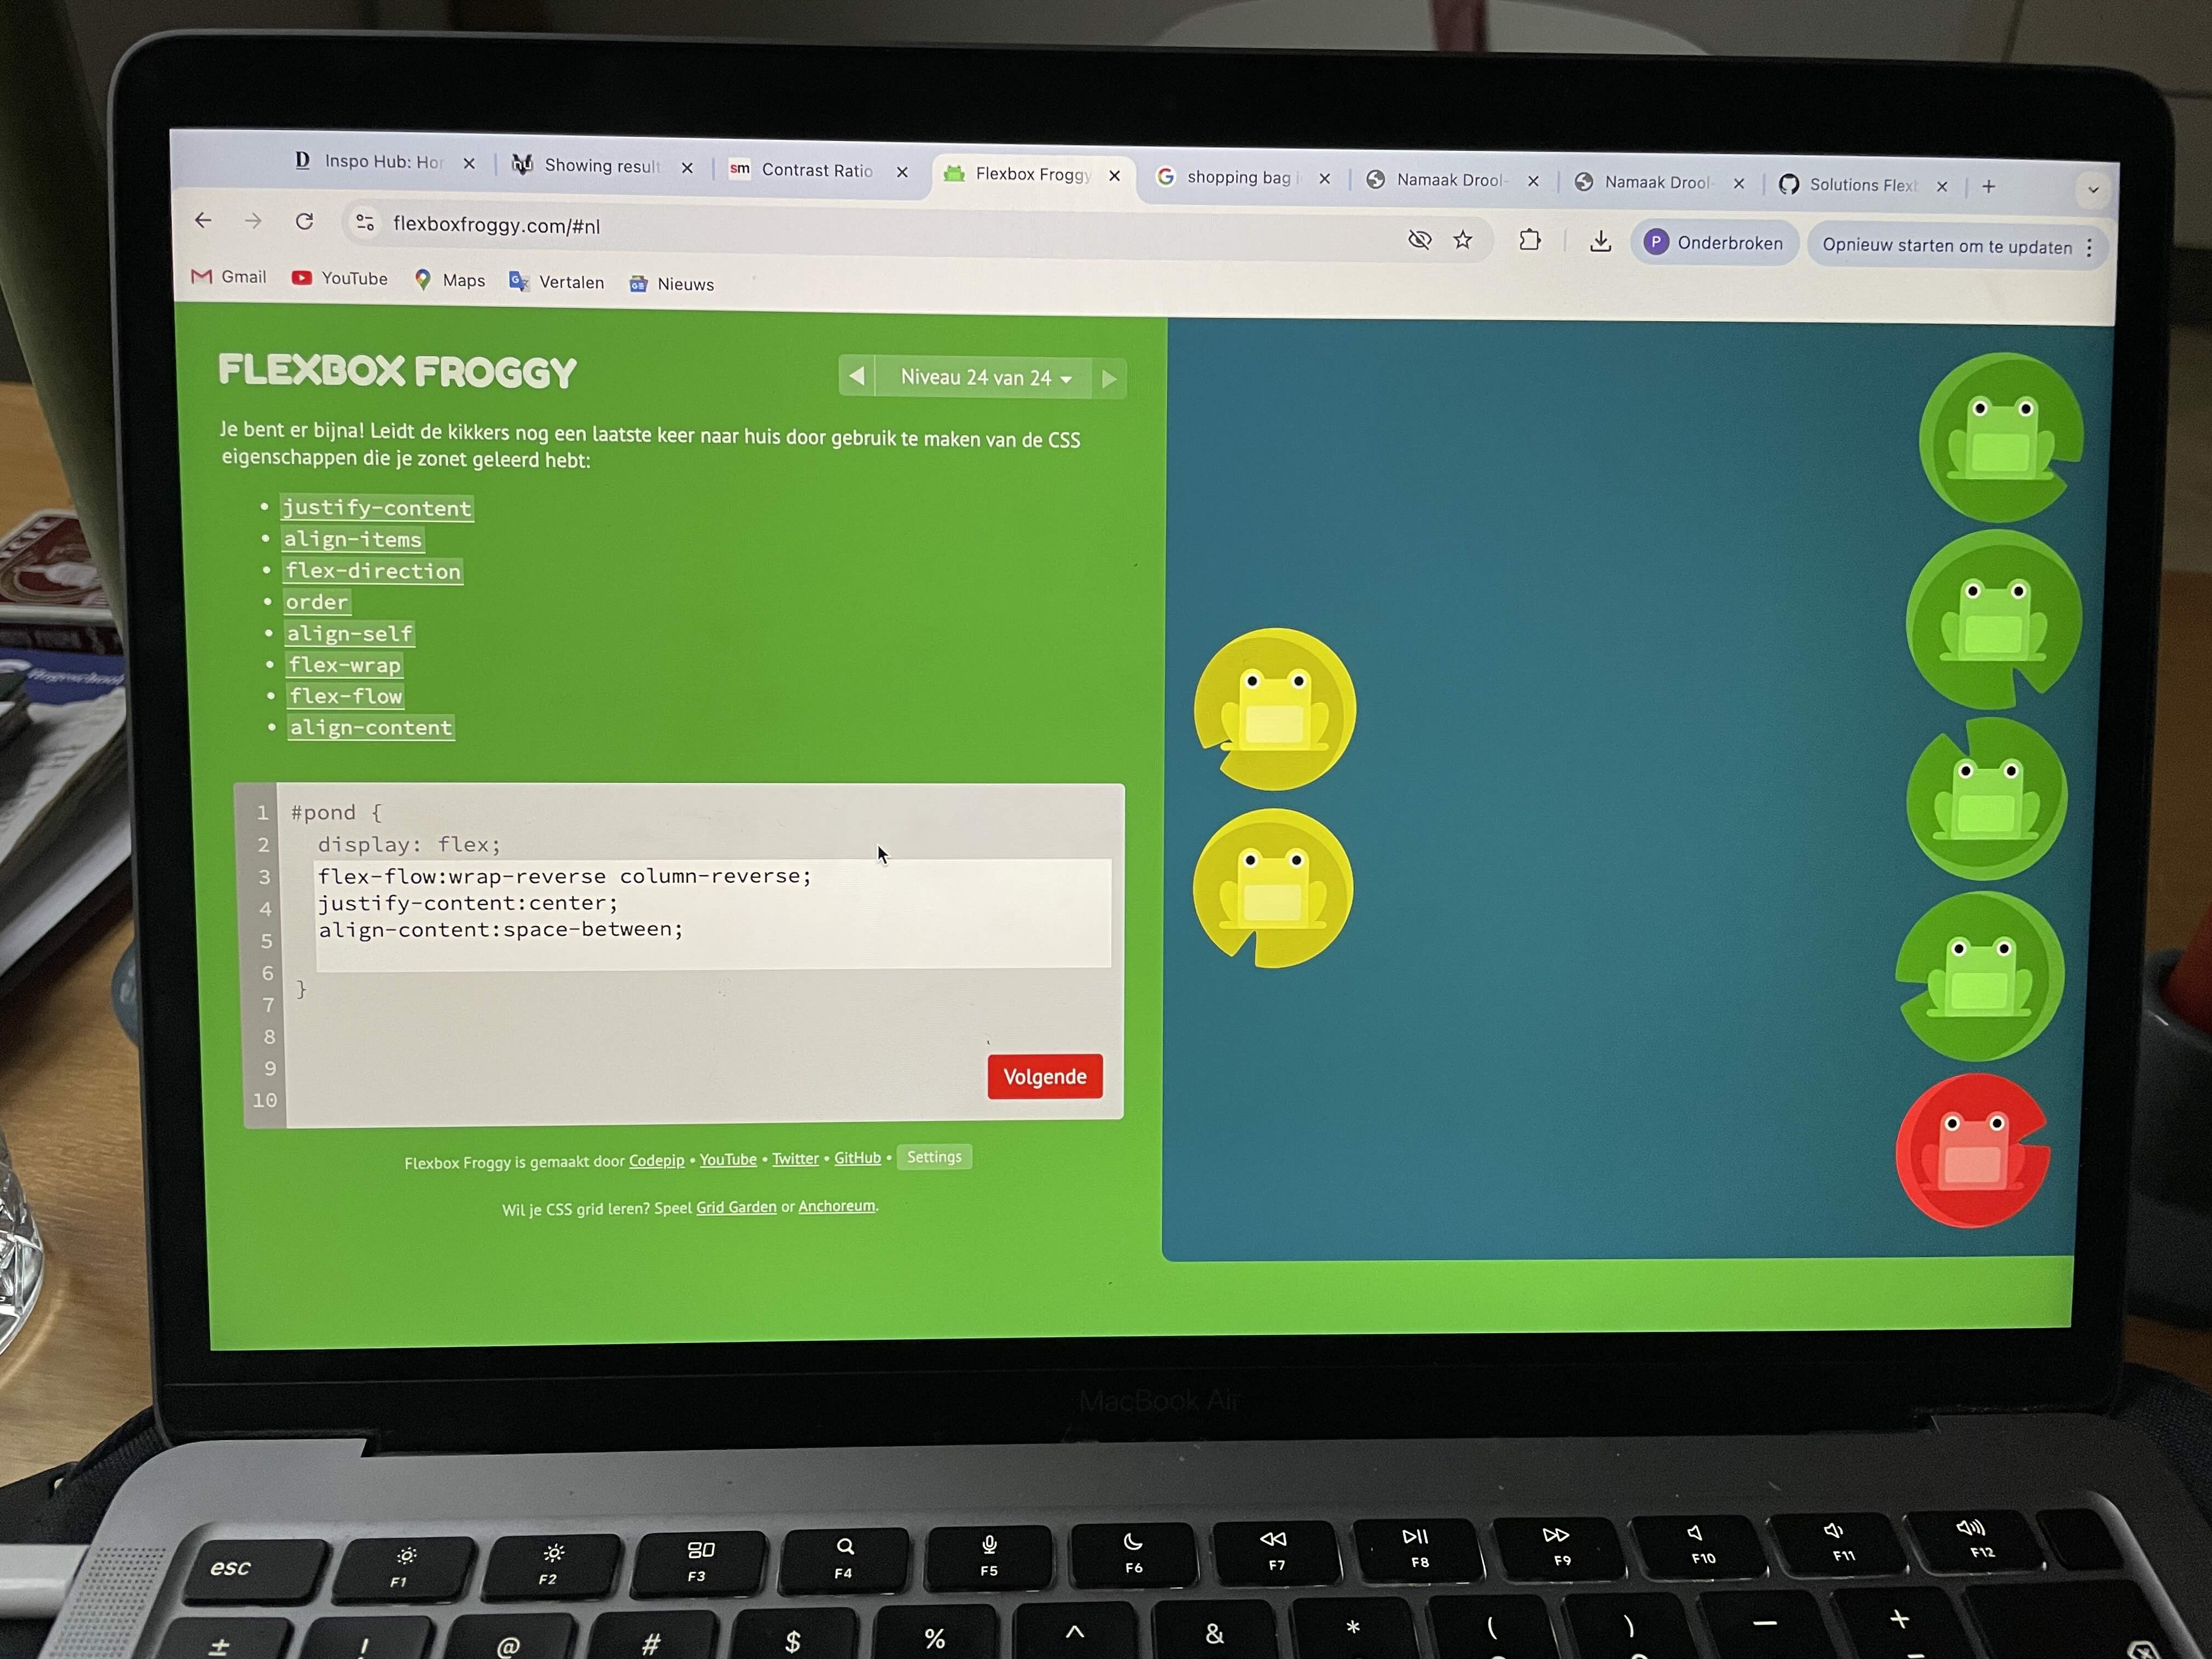 Inspo Hub: Hor
Showing result
sm Contrast Ratio
Flexbox Froggy
shopping bag i
Namaak Drool-
Namaak Drool-
Solutions Flexb
flexboxfroggy.com/#nl
P Onderbroken
Opnieuw starten om te updaten
Gmail YouTube Maps Vertalen Nieuws
FLEXBOX FROGGY
Niveau 24 van 24
Je bent er bijna! Leidt de kikkers nog een laatste keer naar huis door gebruik te maken van de CSS
eigenschappen die je zonet geleerd hebt:
justify-content
align-items
flex-direction
order
align-self
flex-wrap
flex-flow
align-content
1 #pond {
2 display: flex;
3 flex-flow:wrap-reverse column-reverse;
4 justify-content:center;
5 align-content:space-between;
6
7 }
8
9
10
Volgende
Flexbox Froggy is gemaakt door Codepip • YouTube • Twitter • GitHub • Settings
Wil je CSS grid leren? Speel Grid Garden or Anchoreum.
MacBook Air
esc F1 F2 F3 F4 F5 F6 F7 F8 F9 F10 F11 F12
± ! @ # $ % ^ & * ( ) — +